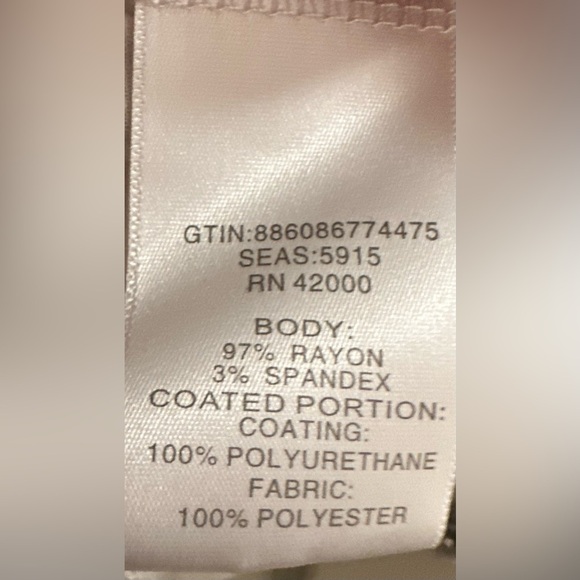 GTIN:886086774475
SEAS:5915
RN 42000
BODY:
97% RAYON
3% SPANDEX
COATED PORTION:
COATING:
100% POLYURETHANE
FABRIC:
100% POLYESTER